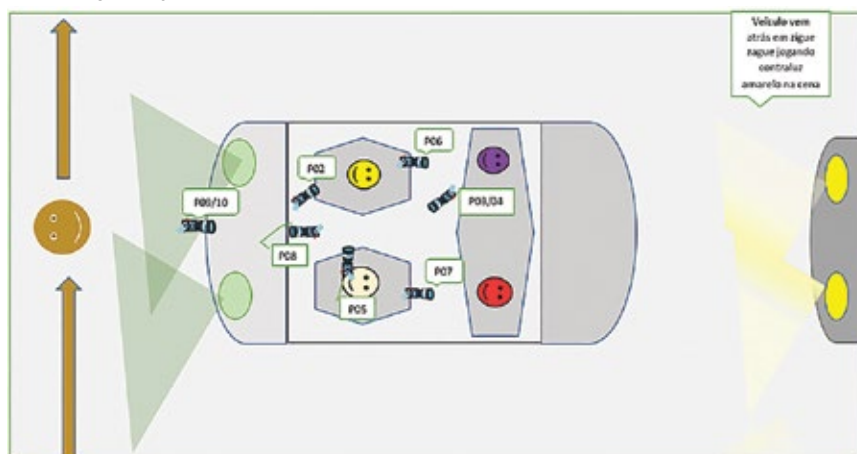 Veículo vem
atrás em zigue
zague jogando
contraluz
amarelo na cena
P06
P02
P09/10
P03/04
P08
P07
P05